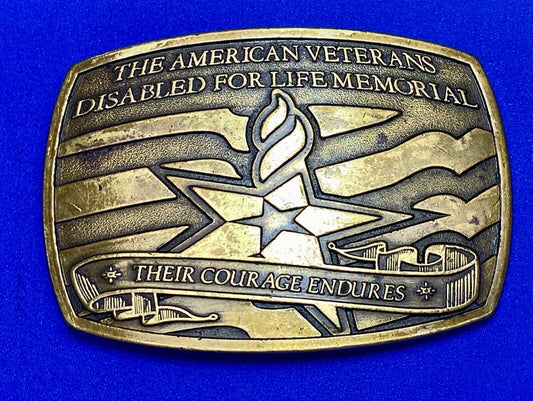 THE AMERICAN VETERANS
DISABLED FOR LIFE MEMORIAL
THEIR COURAGE ENDURES